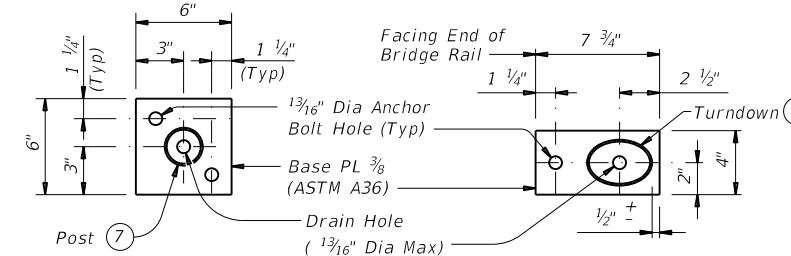 6"
3"
1 ¼"
(Typ)
1 ¼"
(Typ)
6"
3"
Facing End of
Bridge Rail
7 ¾"
1 ¼"
2 ½"
13/16" Dia Anchor
Bolt Hole (Typ)
Turndown
Base PL ⅜
(ASTM A36)
4"
2"
Drain Hole
( 13/16" Dia Max)
½" ±
Post 7